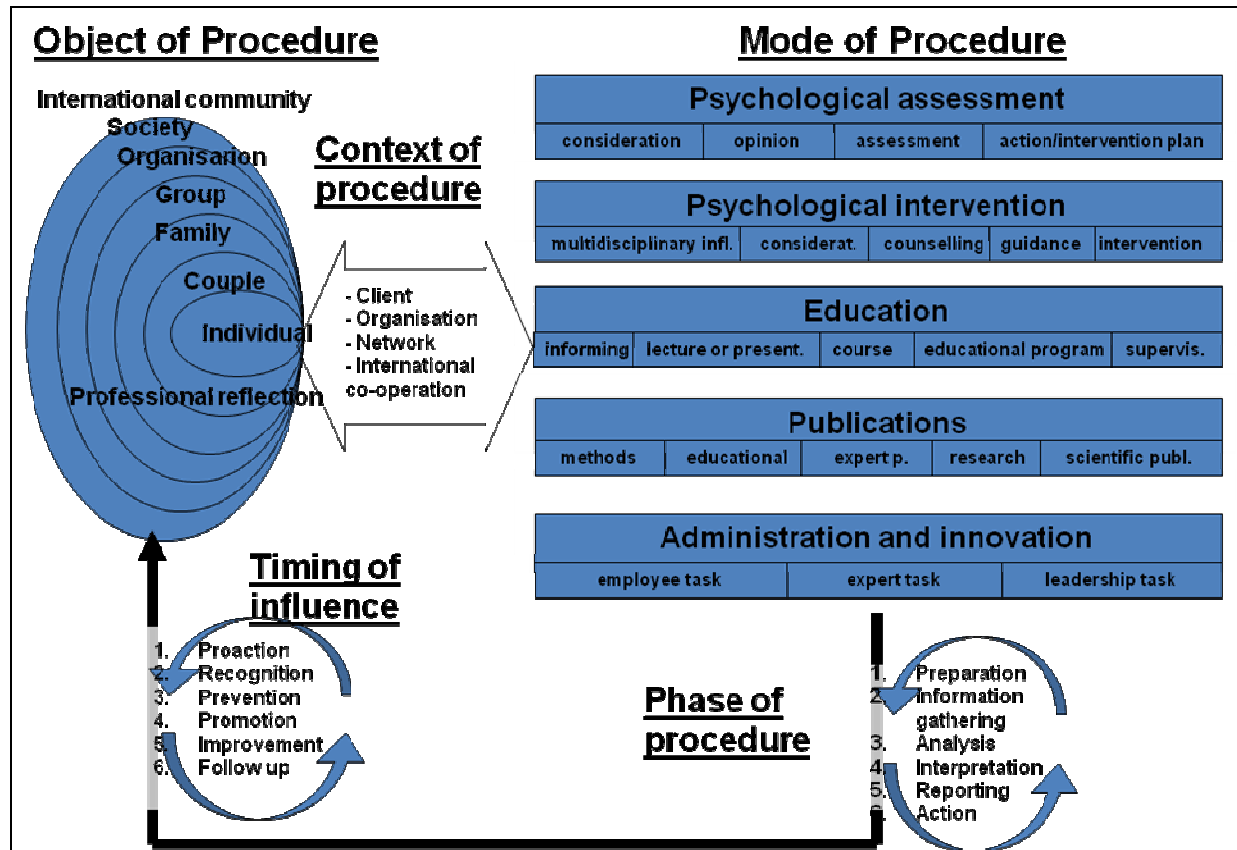 Object of Procedure
International community
Society
Organisarion
Group
Family
Couple
Individual
Professional reflection
Context of
procedure
- Client
- Organisation
- Network
- International
co-operation
Mode of Procedure
Psychological assessment
consideration opinion assessment action/intervention plan
Psychological intervention
multidisciplinary infl. considerat. counselling guidance intervention
Education
informing lecture or present. course educational program supervis.
Publications
methods educational expert p. research scientific publ.
Administration and innovation
employee task expert task leadership task
Timing of
influence
1. Proaction
2. Recognition
3. Prevention
4. Promotion
5. Improvement
6. Follow up
Phase of
procedure
1. Preparation
2. Information
gathering
3. Analysis
4. Interpretation
5. Reporting
6. Action